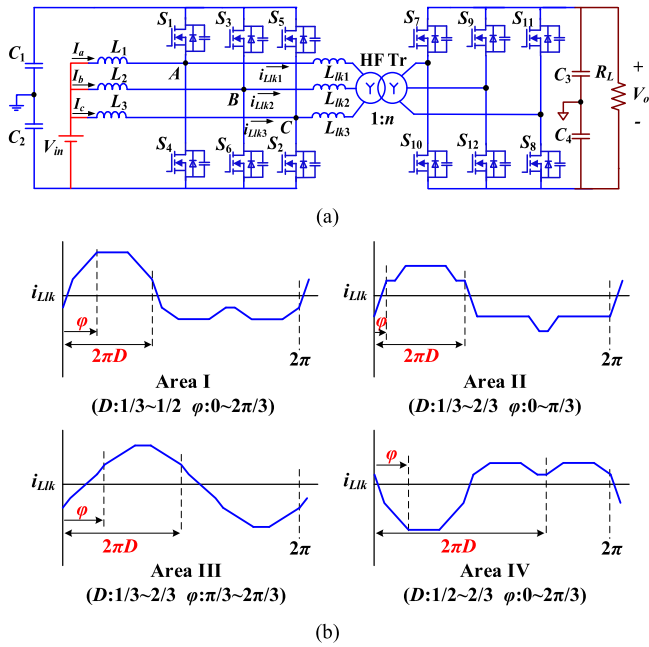 S1 S3 S5 S7 S9 S11
C1 Ia L1 iLlk1 HF Tr
A Llk1 C3 RL +
Ib L2 B iLlk2 Llk2 Vo
Ic L3 iLlk3 C Llk3 1:n -
C2 Vin S4 S6 S2 S10 S12 S8 C4
(a)
iLlk φ 2πD 2π
Area I
(D:1/3~1/2 φ:0~2π/3)
iLlk φ 2πD 2π
Area II
(D:1/3~2/3 φ:0~π/3)
iLlk φ 2πD 2π
Area III
(D:1/3~2/3 φ:π/3~2π/3)
iLlk φ 2πD 2π
Area IV
(D:1/2~2/3 φ:0~2π/3)
(b)